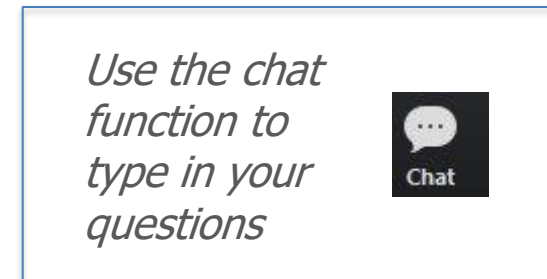 Use the chat
function to
type in your
questions
Chat